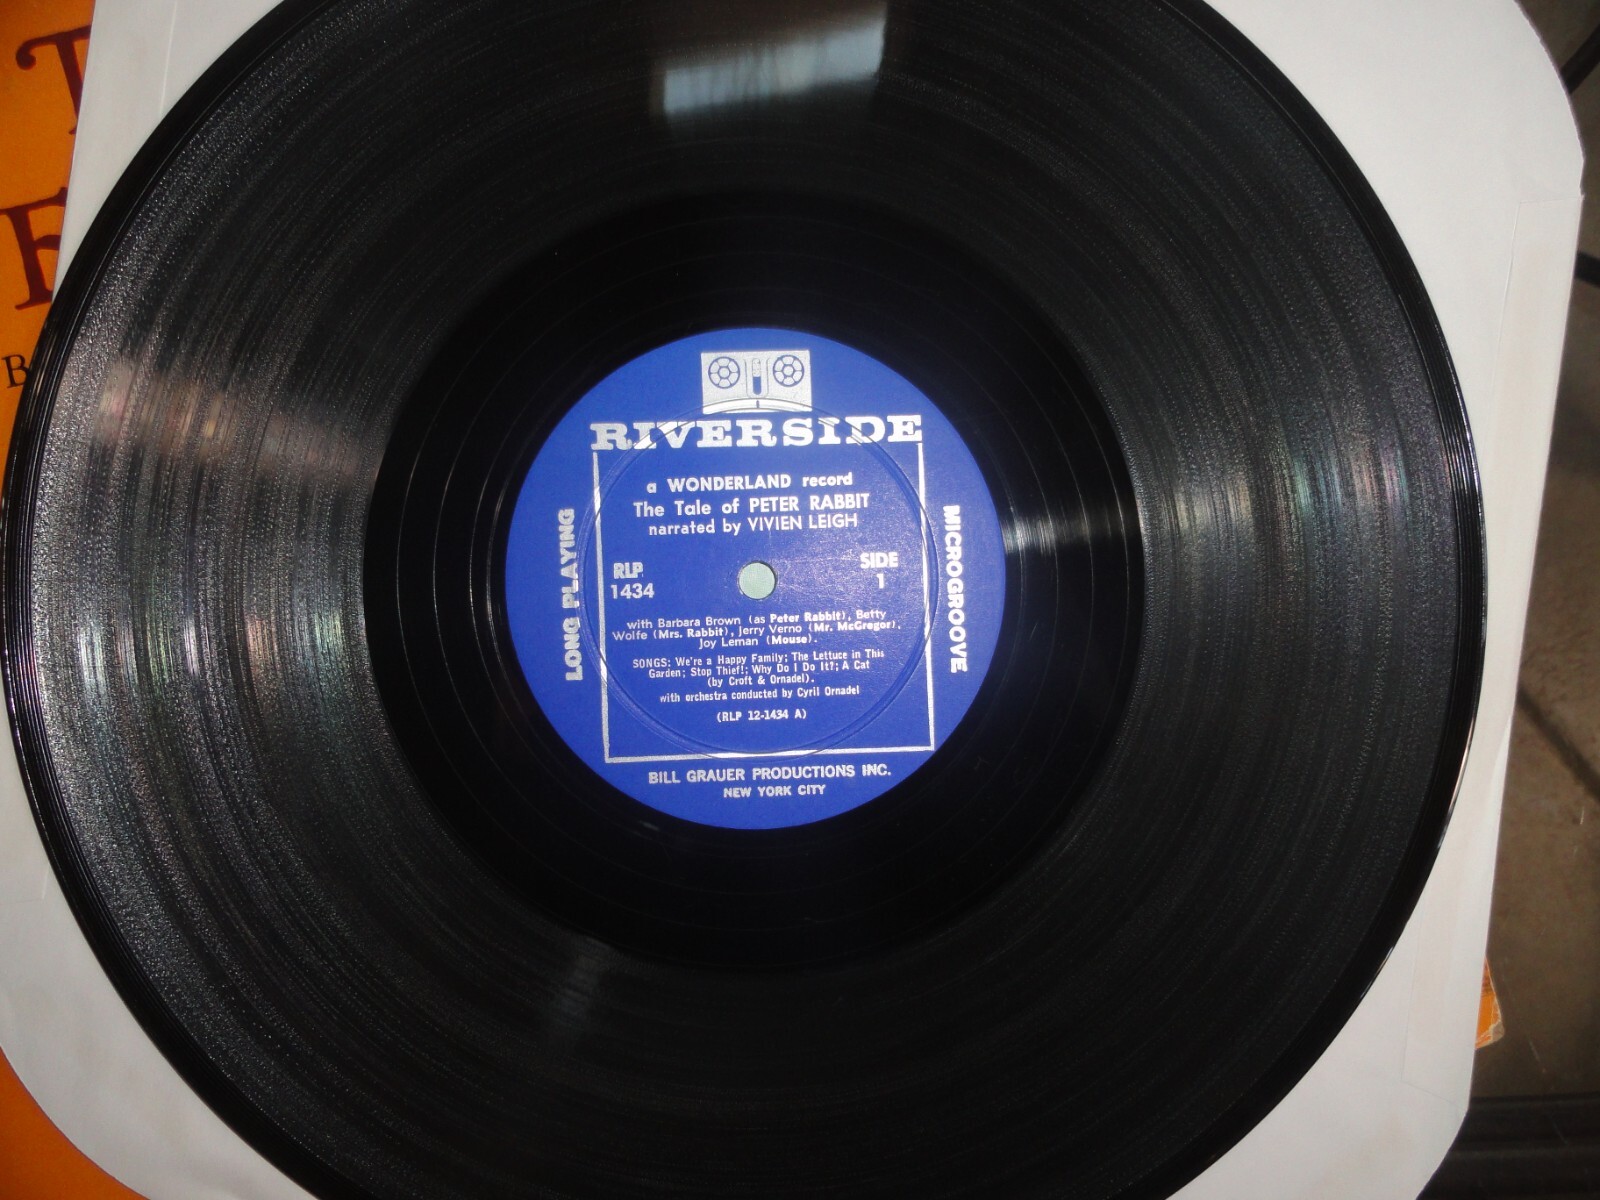 T
F
B
RIVERSIDE
a WONDERLAND record
The Tale of PETER RABBIT
narrated by VIVIEN LEIGH
RLP
1434
SIDE
1
LONG PLAYING
MICROGROOVE
with Barbara Brown (as Peter Rabbit), Betty
Wolfe (Mrs. Rabbit), Jerry Verno (Mr. McGregor),
Joy Leman (Mouse).
SONGS: We're a Happy Family; The Lettuce in This
Garden; Stop Thief!; Why Do I Do It?; A Cat
(by Croft & Ornadel).
with orchestra conducted by Cyril Ornadel
(RLP 12-1434 A)
BILL GRAUER PRODUCTIONS INC.
NEW YORK CITY